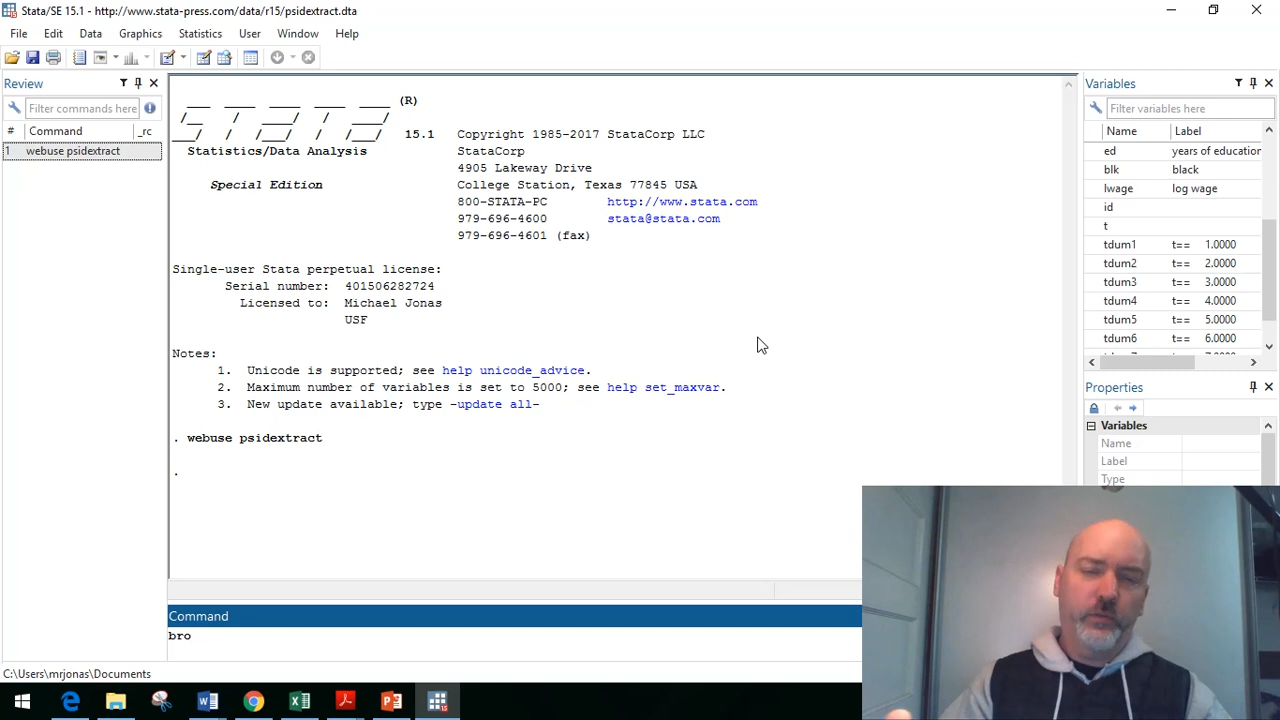 Stata/SE 15.1 - http://www.stata-press.com/data/r15/psidextract.dta
File Edit Data Graphics Statistics User Window Help
Review
Filter commands here
# Command _rc
1 webuse psidextract
(R)
15.1 Copyright 1985-2017 StataCorp LLC
Statistics/Data Analysis StataCorp
4905 Lakeway Drive
Special Edition College Station, Texas 77845 USA
800-STATA-PC http://www.stata.com
979-696-4600 stata@stata.com
979-696-4601 (fax)
Single-user Stata perpetual license:
Serial number: 401506282724
Licensed to: Michael Jonas
USF
Notes:
1. Unicode is supported; see help unicode_advice.
2. Maximum number of variables is set to 5000; see help set_maxvar.
3. New update available; type -update all-
. webuse psidextract
.
Command
bro
C:\Users\mrjonas\Documents
Variables
Filter variables here
Name Label
ed years of education
blk black
lwage log wage
id
t
tdum1 t== 1.0000
tdum2 t== 2.0000
tdum3 t== 3.0000
tdum4 t== 4.0000
tdum5 t== 5.0000
tdum6 t== 6.0000
Properties
Variables
Name
Label
Type